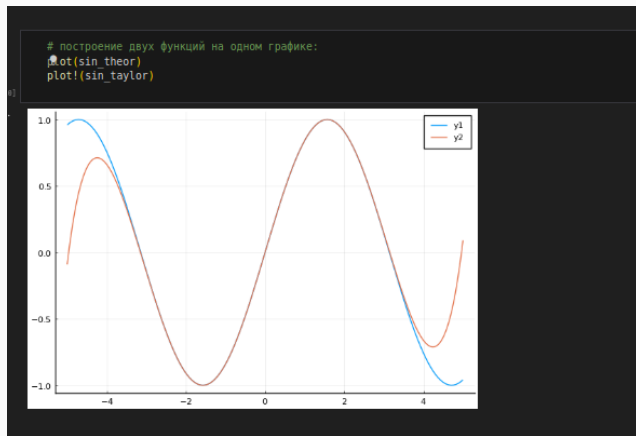 # построение двух функций на одном графике:
plot(sin_theor)
plot!(sin_taylor)
1.0
y1
y2
0.5
0.0
−0.5
−1.0
−4
−2
0
2
4